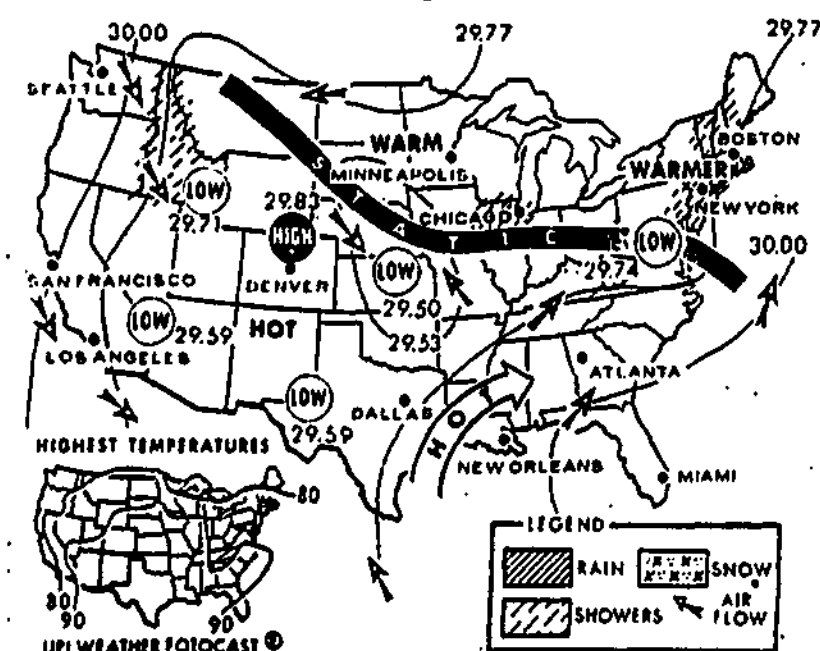 30.00
29.77
29.77
SEATTLE
WARM
BOSTON
MINNEAPOLIS
WARMER
LOW
29.83
CHICAGO
NEW YORK
29.71
HIGH
STATIC
LOW
30.00
SAN FRANCISCO
DENVER
LOW
29.74
LOW
29.59
HOT
29.50
29.53
LOS ANGELES
ATLANTA
LOW
DALLAS
29.59
HO
HIGHEST TEMPERATURES
NEW ORLEANS
MIAMI
80
LEGEND
RAIN
SNOW
SHOWERS
AIR
FLOW
80
90
90
UPI WEATHER FOTOCAST ©